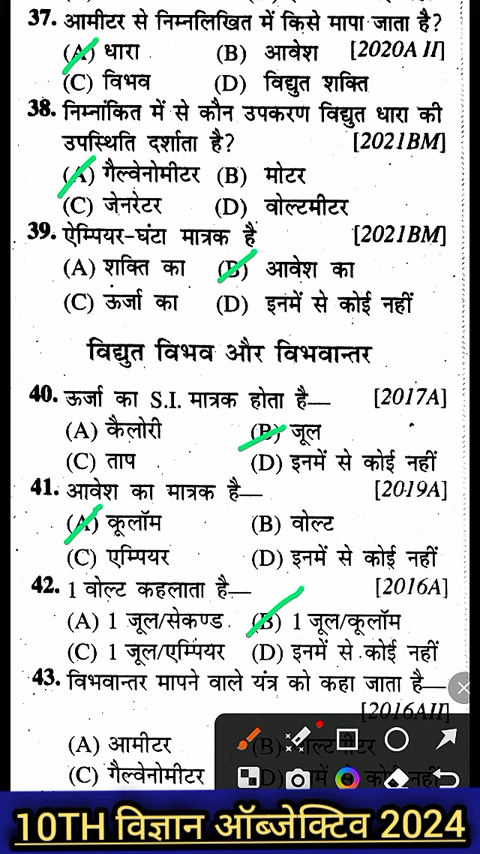 37. आमीटर से निम्नलिखित में किसे मापा जाता है?
(A) धारा (B) आवेश [2020A II]
(C) विभव (D) विद्युत शक्ति
38. निम्नांकित में से कौन उपकरण विद्युत धारा की
उपस्थिति दर्शाता है? [2021BM]
(A) गैल्वेनोमीटर (B) मोटर
(C) जेनरेटर (D) वोल्टमीटर
39. ऐम्पियर-घंटा मात्रक है [2021BM]
(A) शक्ति का (B) आवेश का
(C) ऊर्जा का (D) इनमें से कोई नहीं
विद्युत विभव और विभवान्तर
40. ऊर्जा का S.I. मात्रक होता है— [2017A]
(A) कैलोरी (B) जूल
(C) ताप (D) इनमें से कोई नहीं
41. आवेश का मात्रक है— [2019A]
(A) कूलॉम (B) वोल्ट
(C) एम्पियर (D) इनमें से कोई नहीं
42. 1 वोल्ट कहलाता है— [2016A]
(A) 1 जूल/सेकण्ड (B) 1 जूल/कूलॉम
(C) 1 जूल/एम्पियर (D) इनमें से कोई नहीं
43. विभवान्तर मापने वाले यंत्र को कहा जाता है—
[2016AII]
(A) आमीटर (B)
(C) गैल्वेनोमीटर
10TH विज्ञान ऑब्जेक्टिव 2024